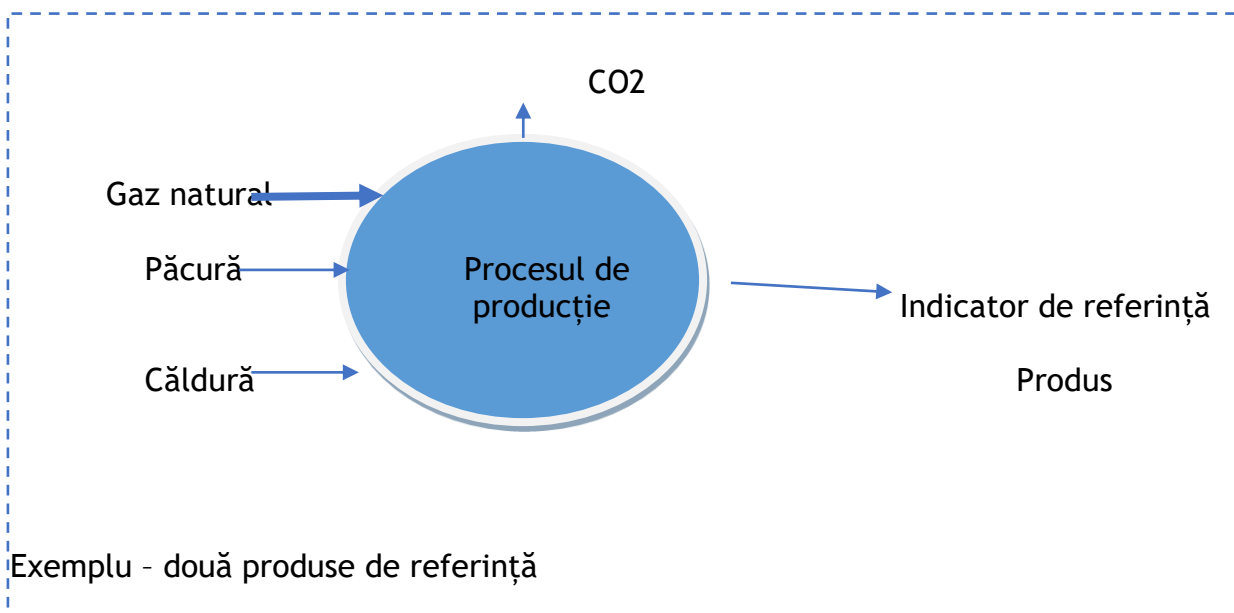 CO2
Gaz natural
Păcură
Căldură
Procesul de
producție
Indicator de referință
Produs
Exemplu – două produse de referință